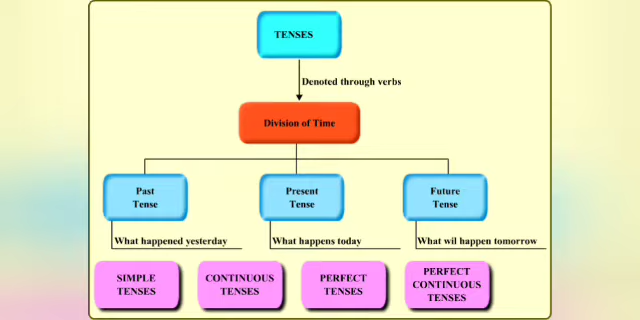 TENSES
Denoted through verbs
Division of Time
Past
Tense
Present
Tense
Future
Tense
What happened yesterday
What happens today
What wil happen tomorrow
SIMPLE
TENSES
CONTINUOUS
TENSES
PERFECT
TENSES
PERFECT
CONTINUOUS
TENSES